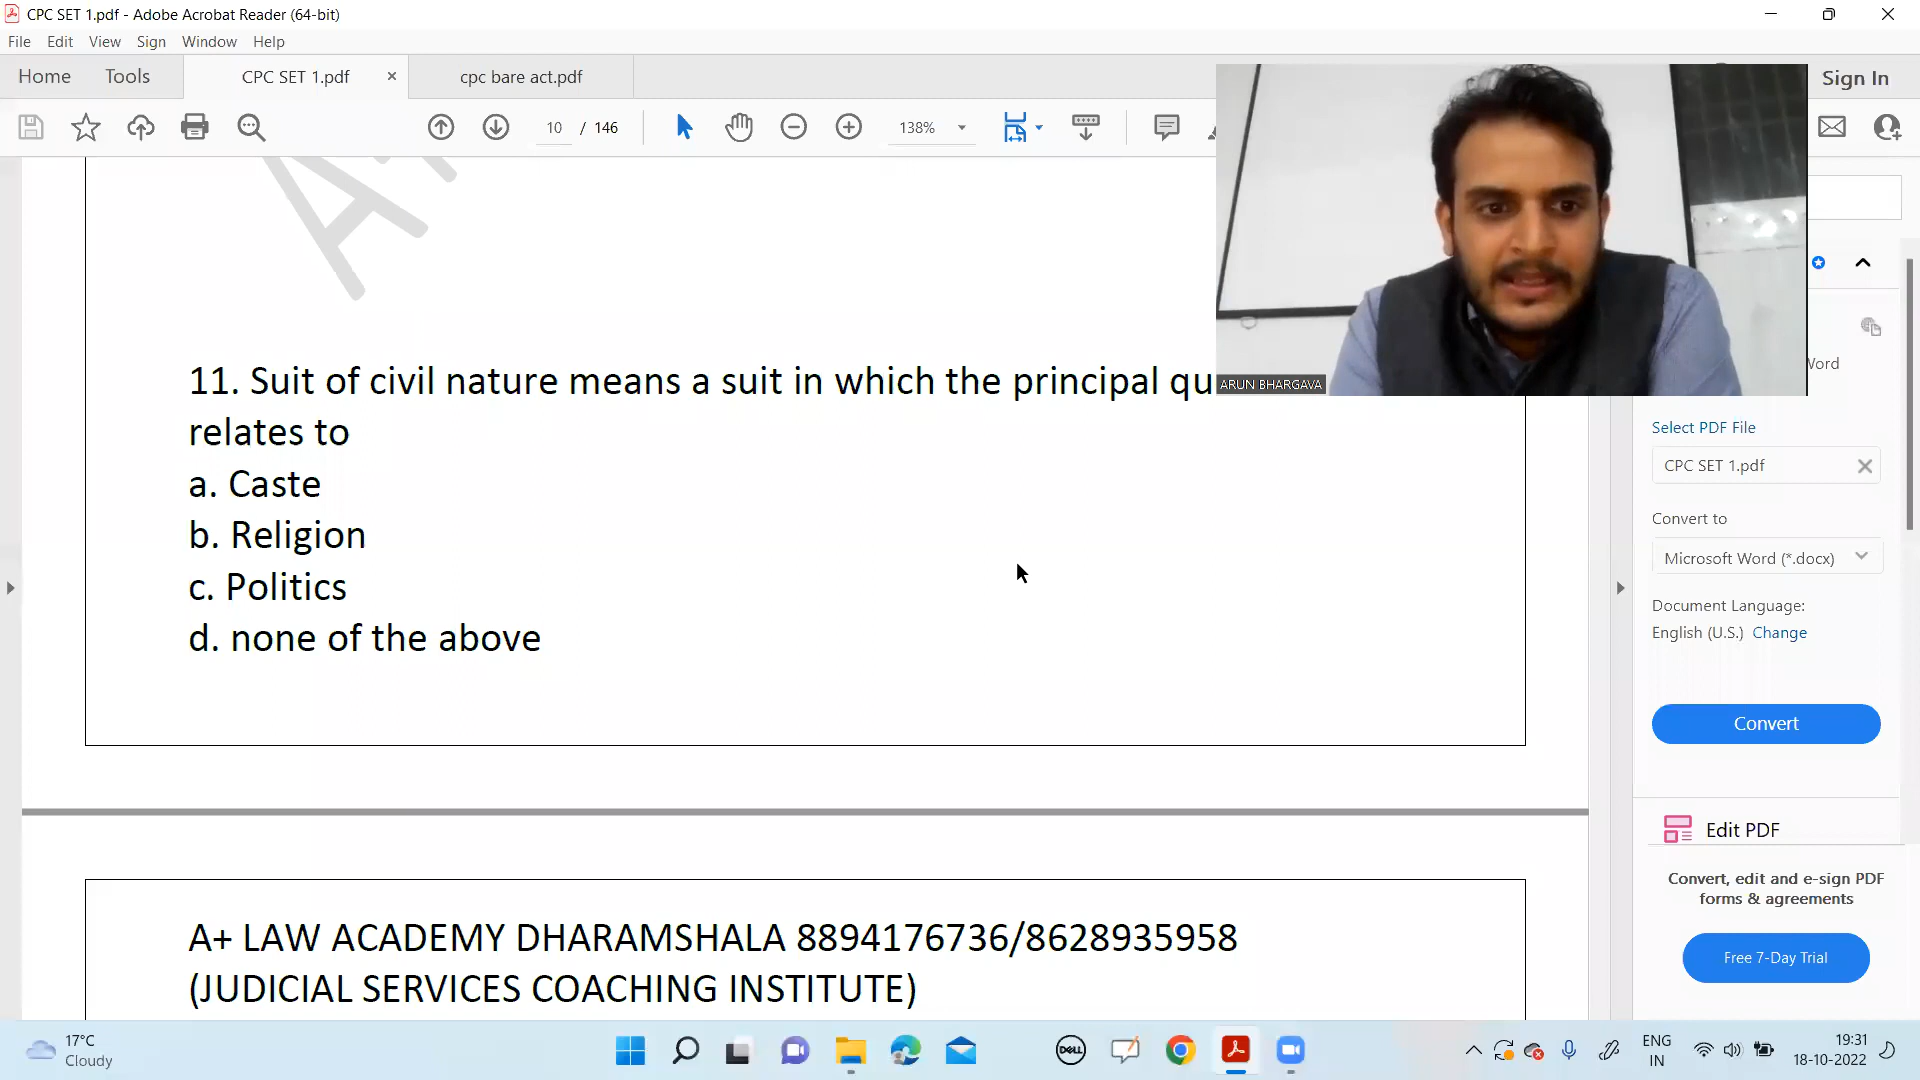 CPC SET 1.pdf - Adobe Acrobat Reader (64-bit)
File Edit View Sign Window Help
Home Tools CPC SET 1.pdf cpc bare act.pdf Sign In
10 / 146 138%
11. Suit of civil nature means a suit in which the principal qu
ARUN BHARGAVA
relates to
a. Caste
b. Religion
c. Politics
d. none of the above
Word
Select PDF File
CPC SET 1.pdf
Convert to
Microsoft Word (*.docx)
Document Language:
English (U.S.) Change
Convert
Edit PDF
Convert, edit and e-sign PDF
forms & agreements
Free 7-Day Trial
A+ LAW ACADEMY DHARAMSHALA 8894176736/8628935958
(JUDICIAL SERVICES COACHING INSTITUTE)
17°C
Cloudy
DELL
ENG
IN
19:31
18-10-2022